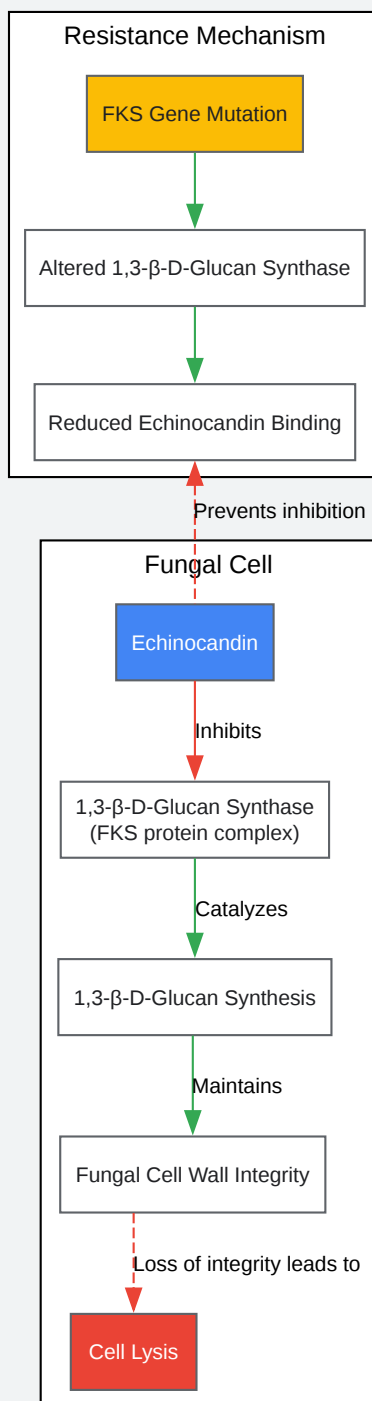 Resistance Mechanism
FKS Gene Mutation
Altered 1,3-β-D-Glucan Synthase
Reduced Echinocandin Binding
Prevents inhibition
Fungal Cell
Echinocandin
Inhibits
1,3-β-D-Glucan Synthase
(FKS protein complex)
Catalyzes
1,3-β-D-Glucan Synthesis
Maintains
Fungal Cell Wall Integrity
Loss of integrity leads to
Cell Lysis